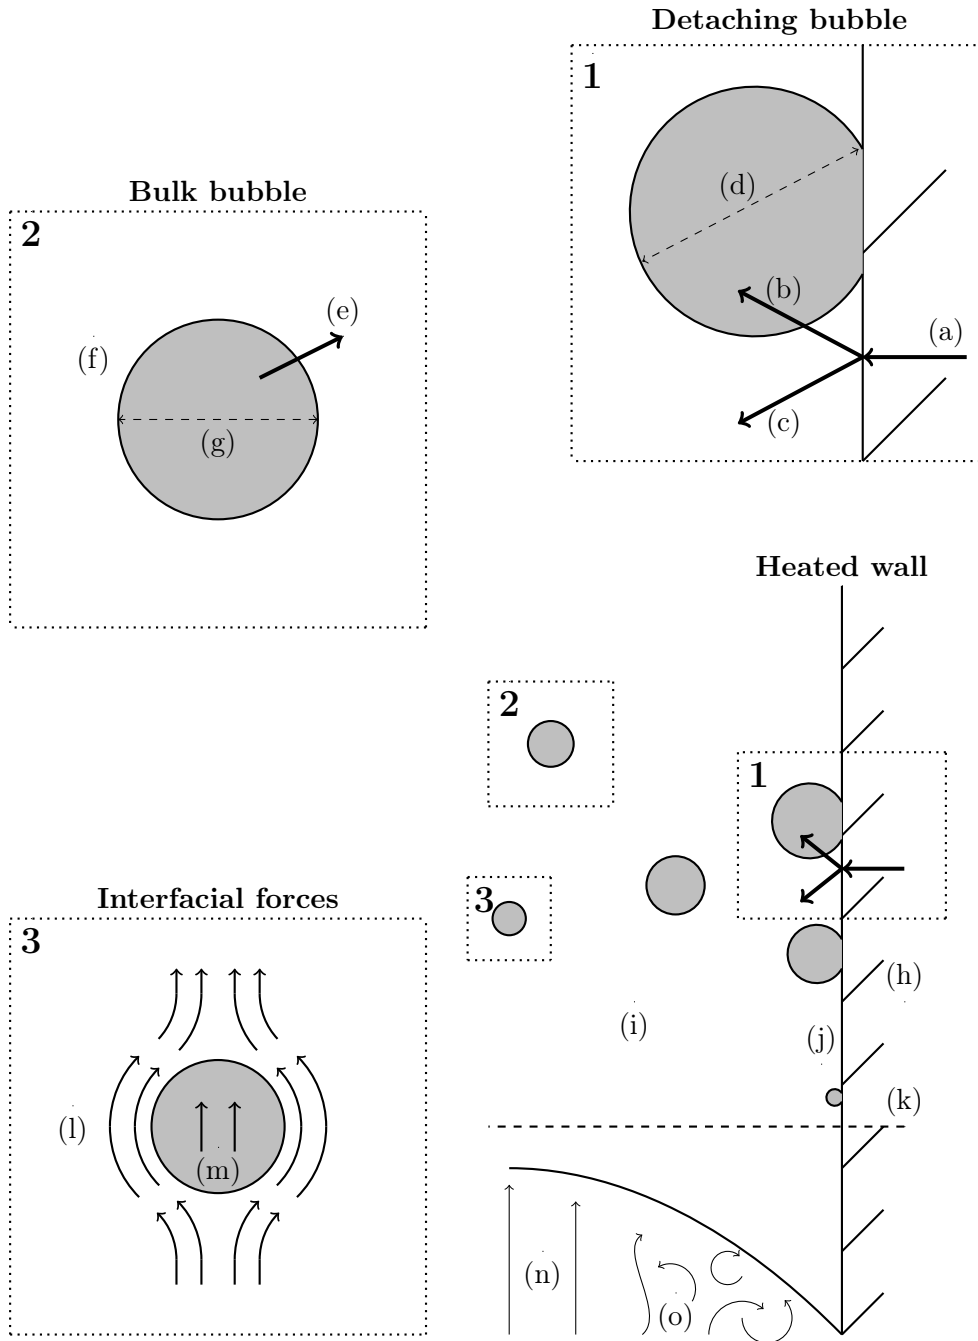 Detaching bubble
1
(d)
(b)
(a)
(c)
Bulk bubble
2
(e)
(f)
(g)
Heated wall
2
1
3
(h)
(i)
(j)
(k)
(n)
(o)
Interfacial forces
3
(l)
(m)